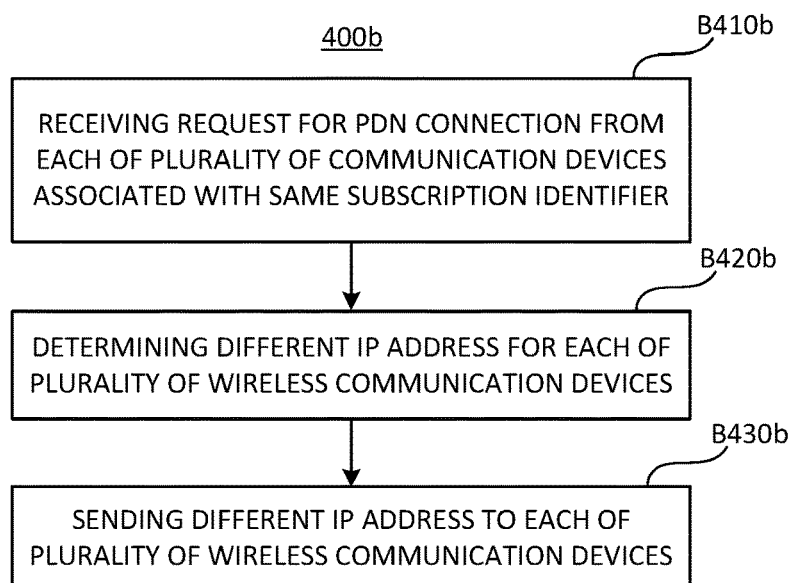 400b
B410b
RECEIVING REQUEST FOR PDN CONNECTION FROM
EACH OF PLURALITY OF COMMUNICATION DEVICES
ASSOCIATED WITH SAME SUBSCRIPTION IDENTIFIER
B420b
DETERMINING DIFFERENT IP ADDRESS FOR EACH OF
PLURALITY OF WIRELESS COMMUNICATION DEVICES
B430b
SENDING DIFFERENT IP ADDRESS TO EACH OF
PLURALITY OF WIRELESS COMMUNICATION DEVICES